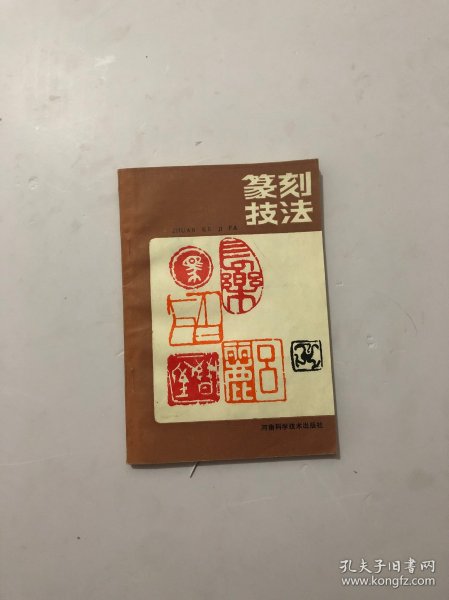 篆刻
技法
ZHUAN KE JI FA
河南科学技术出版社
孔夫子旧书网
www.kongfz.com